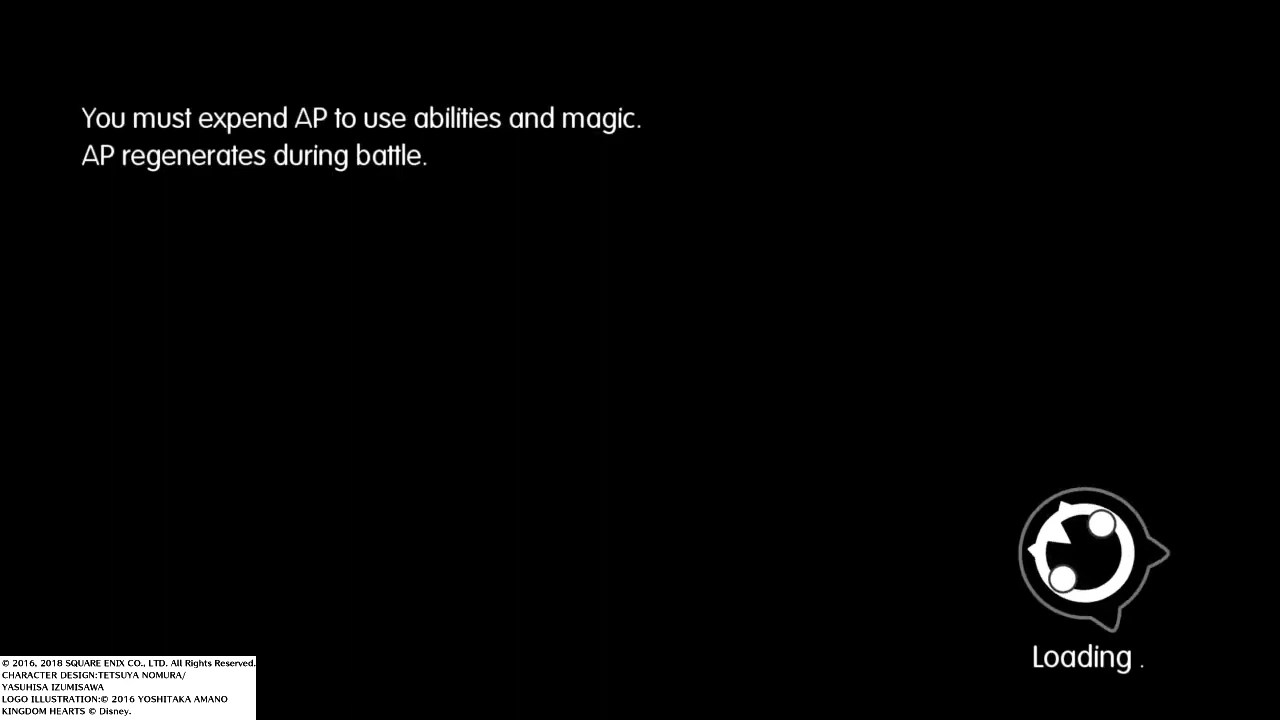 You must expend AP to use abilities and magic.
AP regenerates during battle.
Loading .
© 2016, 2018 SQUARE ENIX CO., LTD. All Rights Reserved.
CHARACTER DESIGN:TETSUYA NOMURA/
YASUHISA IZUMISAWA
LOGO ILLUSTRATION:© 2016 YOSHITAKA AMANO
KINGDOM HEARTS © Disney.